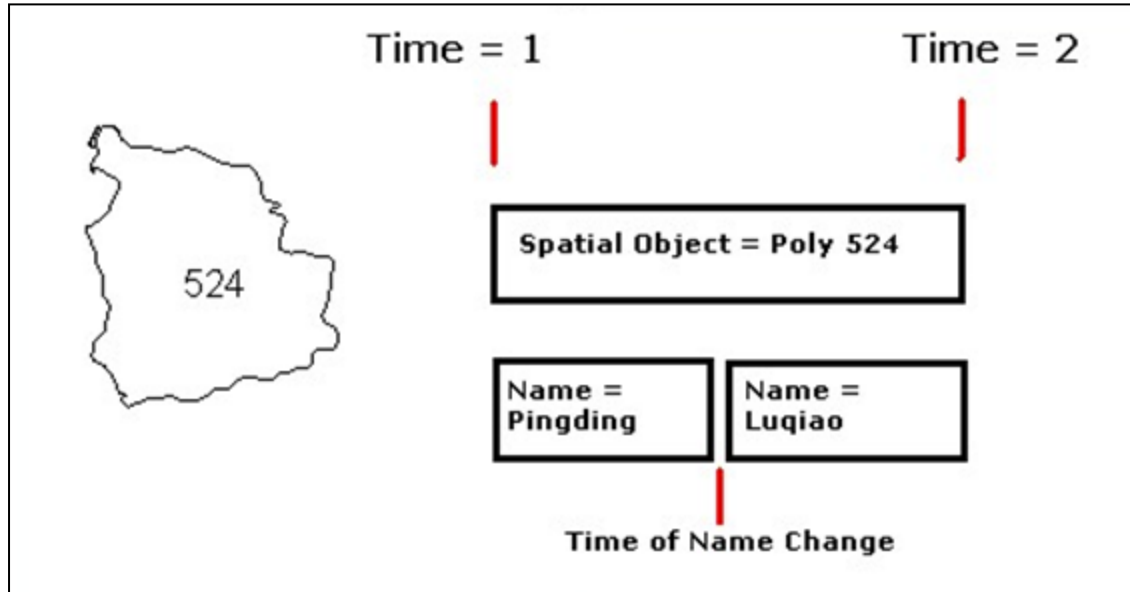 Time = 1
Time = 2
524
Spatial Object = Poly 524
Name =
Pingding
Name =
Luqiao
Time of Name Change